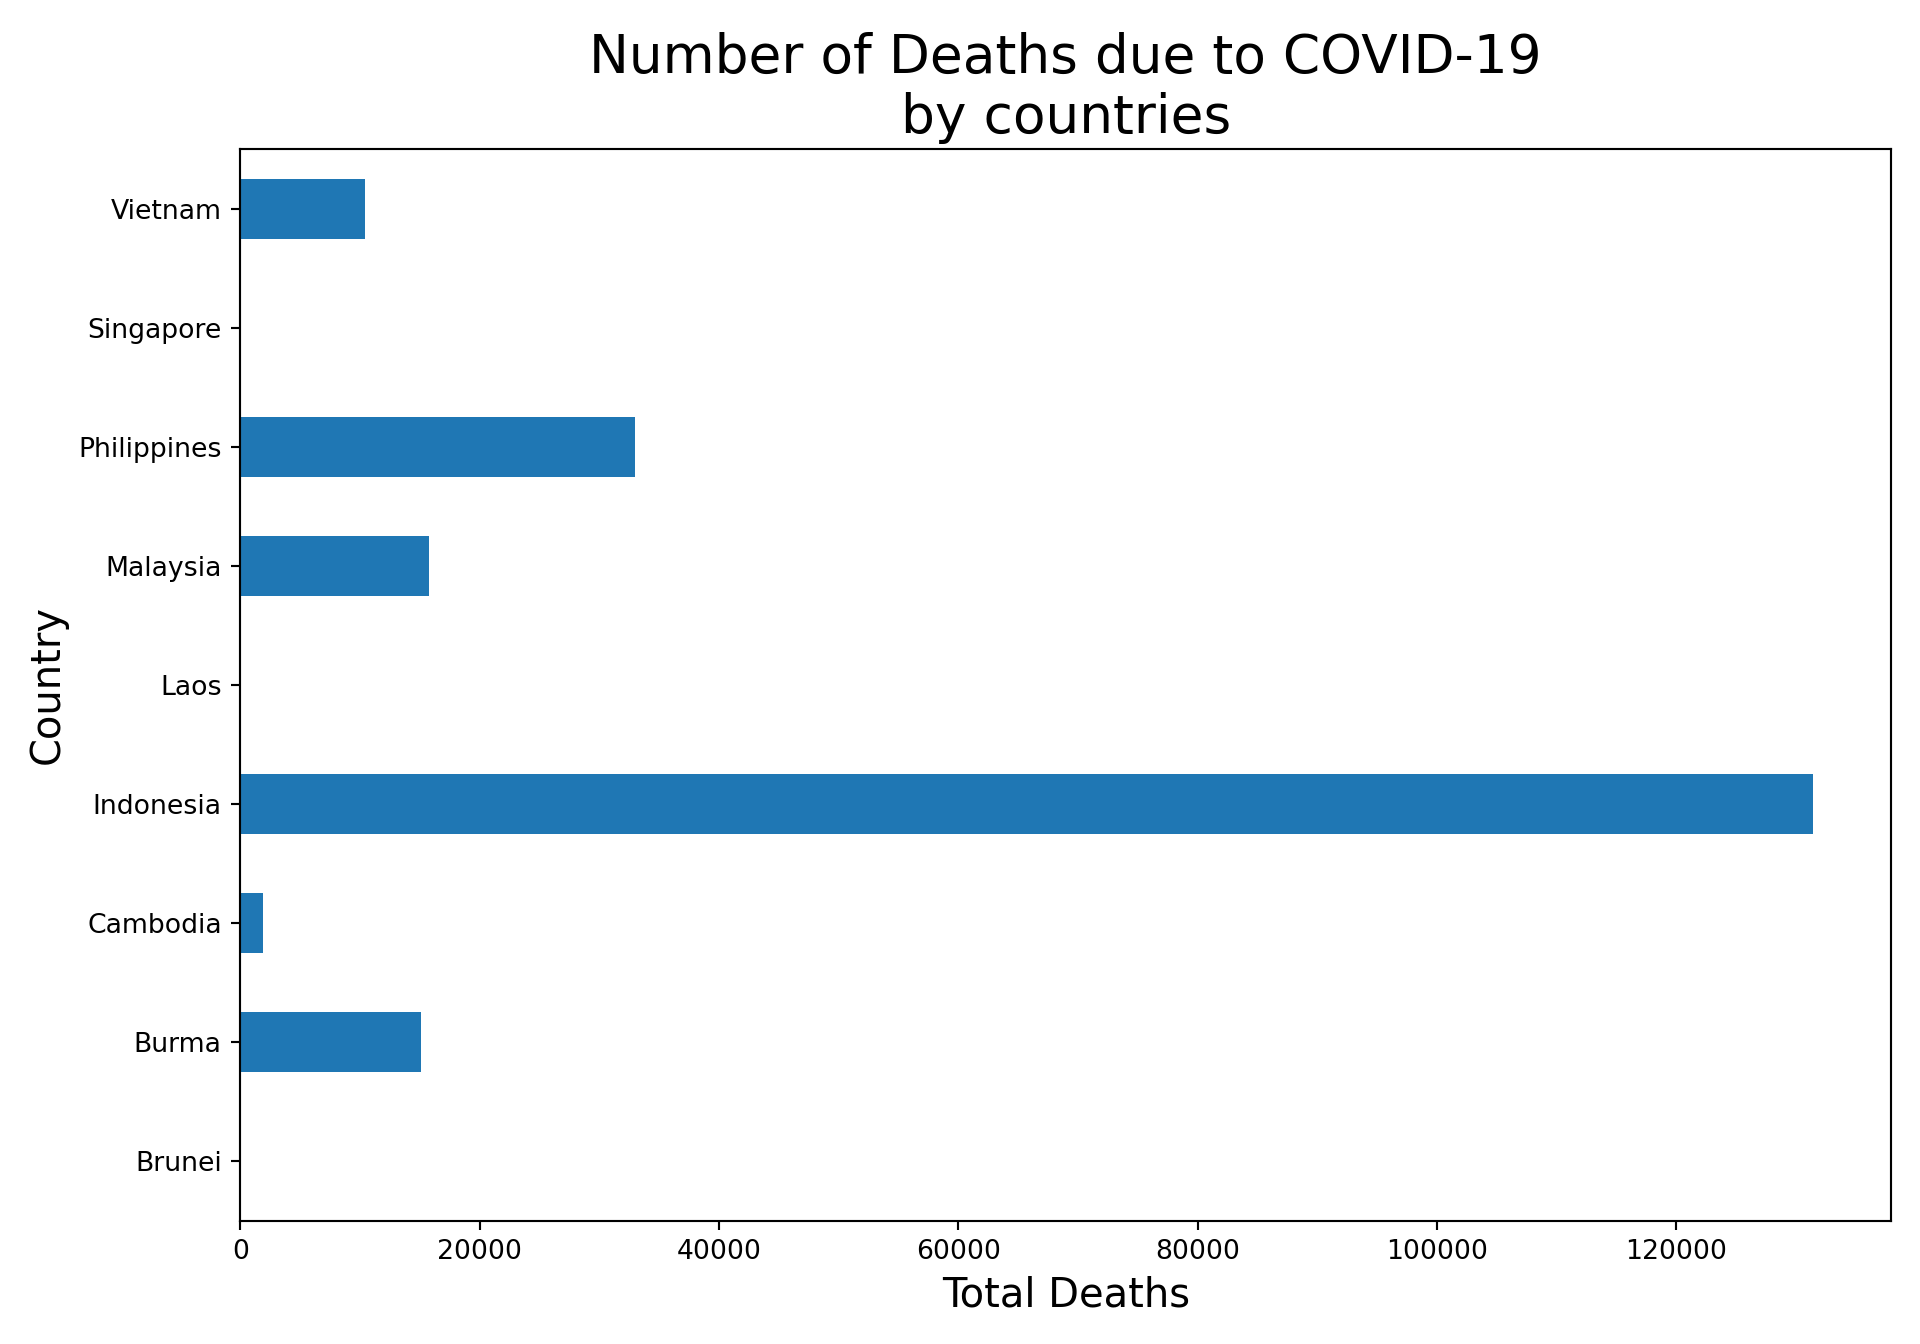 Number of Deaths due to COVID-19
by countries
Vietnam
Singapore
Philippines
Malaysia
Laos
Indonesia
Cambodia
Burma
Brunei
Country
0 20000 40000 60000 80000 100000 120000
Total Deaths